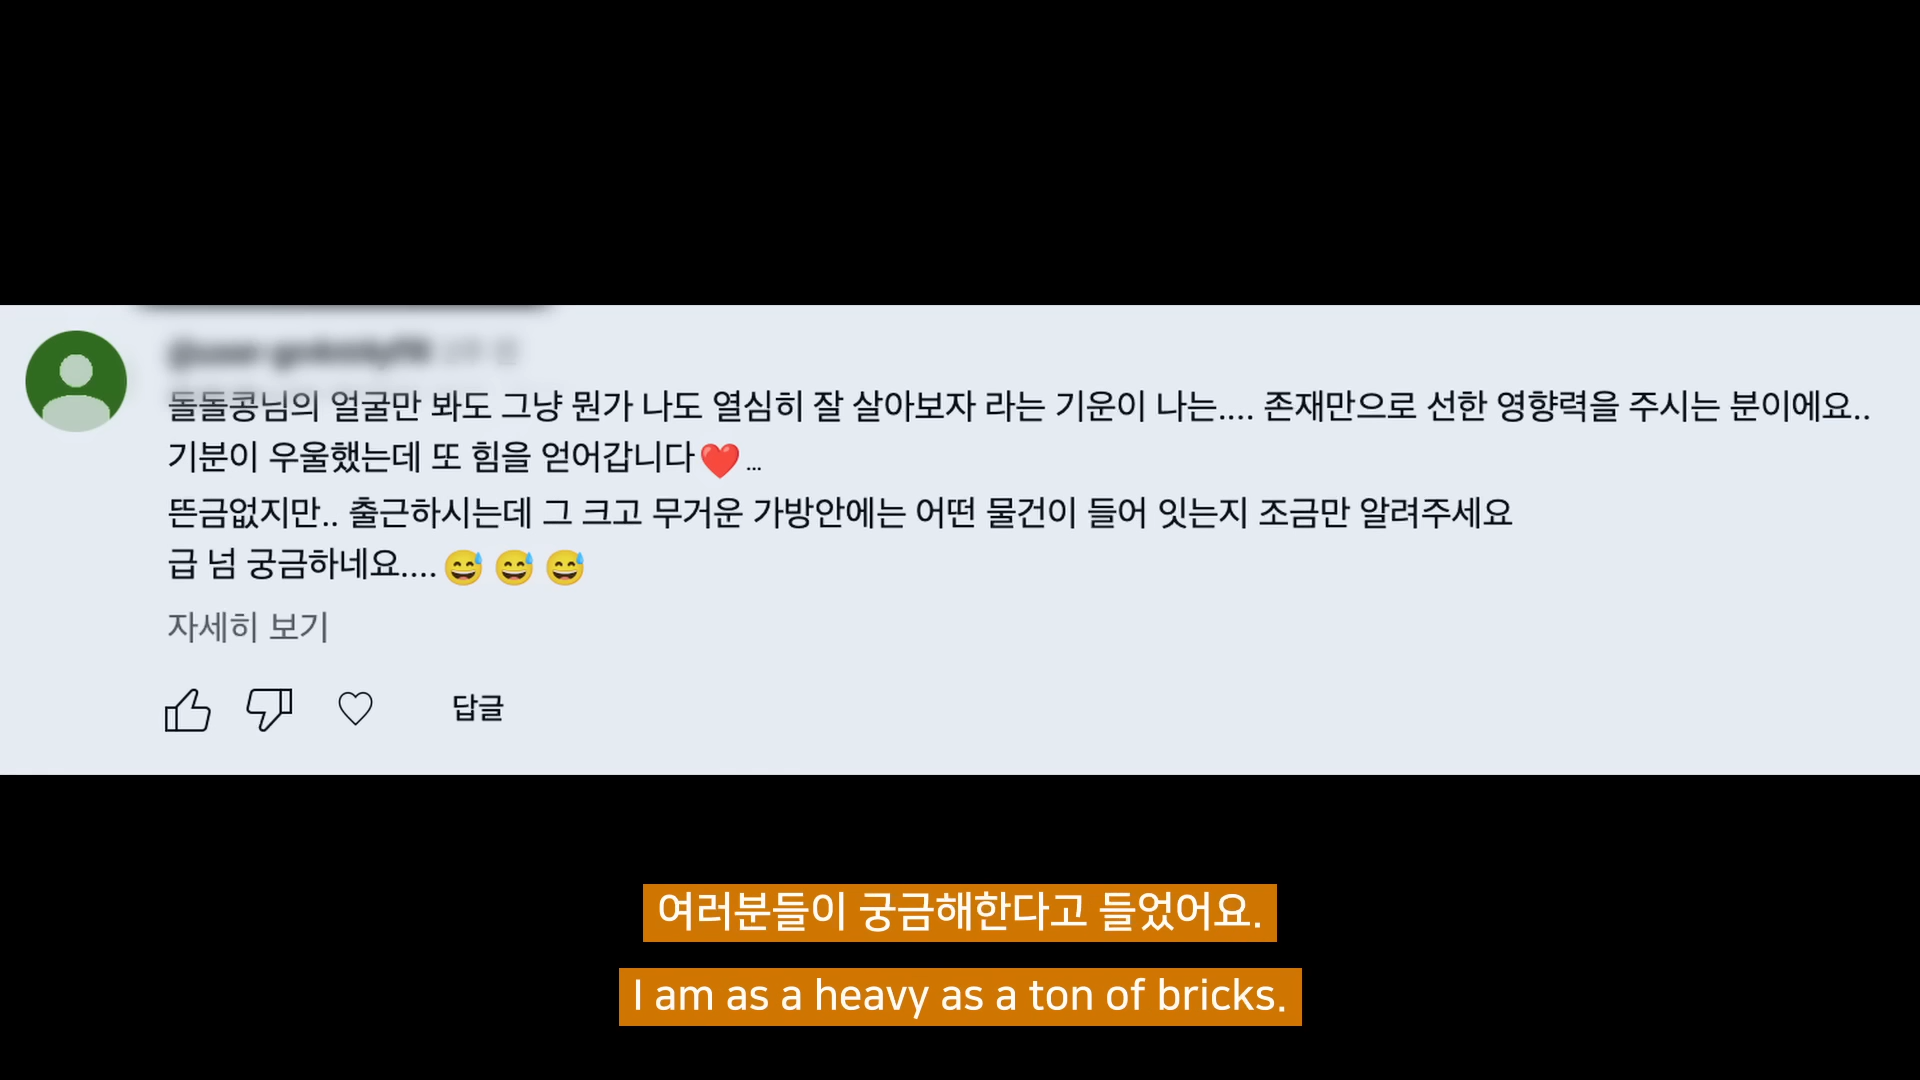 돌돌콩님의 얼굴만 봐도 그냥 뭔가 나도 열심히 잘 살아보자 라는 기운이 나는.... 존재만으로 선한 영향력을 주시는 분이에요..
기분이 우울했는데 또 힘을 얻어갑니다❤️ ...
뜬금없지만.. 출근하시는데 그 크고 무거운 가방안에는 어떤 물건이 들어 잇는지 조금만 알려주세요
급 넘 궁금하네요....😅 😅 😅
자세히 보기
답글
여러분들이 궁금해한다고 들었어요.
I am as a heavy as a ton of bricks.